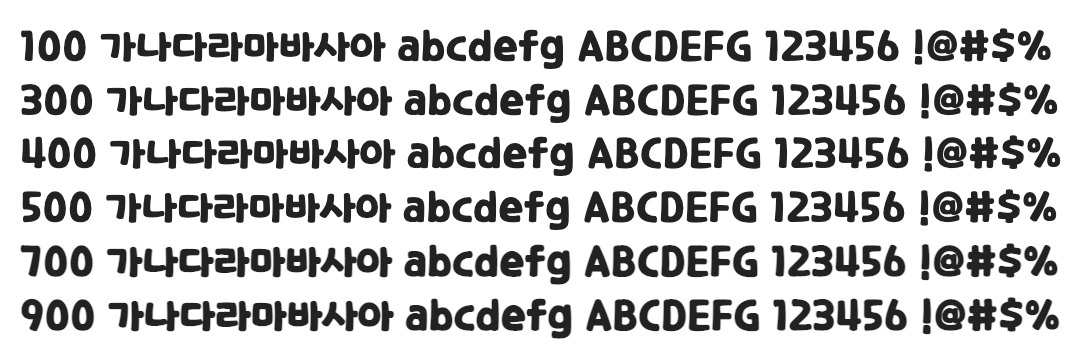 100 가나다라마바사아 abcdefg ABCDEFG 123456 !@#$%
300 가나다라마바사아 abcdefg ABCDEFG 123456 !@#$%
400 가나다라마바사아 abcdefg ABCDEFG 123456 !@#$%
500 가나다라마바사아 abcdefg ABCDEFG 123456 !@#$%
700 가나다라마바사아 abcdefg ABCDEFG 123456 !@#$%
900 가나다라마바사아 abcdefg ABCDEFG 123456 !@#$%